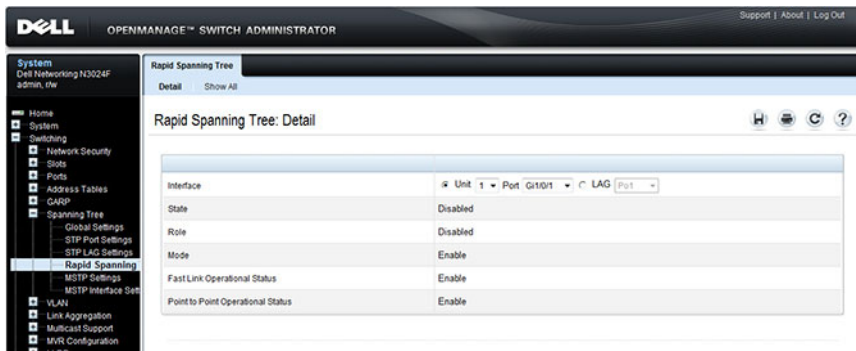 Support | About | Log Out
DELL OPENMANAGE™ SWITCH ADMINISTRATOR
System
Dell Networking N3024F
admin, r/w
Home
System
Switching
Network Security
Slots
Ports
Address Tables
GARP
Spanning Tree
Global Settings
STP Port Settings
STP LAG Settings
Rapid Spanning
MSTP Settings
MSTP Interface Sett
VLAN
Link Aggregation
Multicast Support
MVR Configuration
Rapid Spanning Tree
Detail Show All
Rapid Spanning Tree: Detail
Interface Unit 1 Port Gi1/0/1 LAG Po1
State Disabled
Role Disabled
Mode Enable
Fast Link Operational Status Enable
Point to Point Operational Status Enable